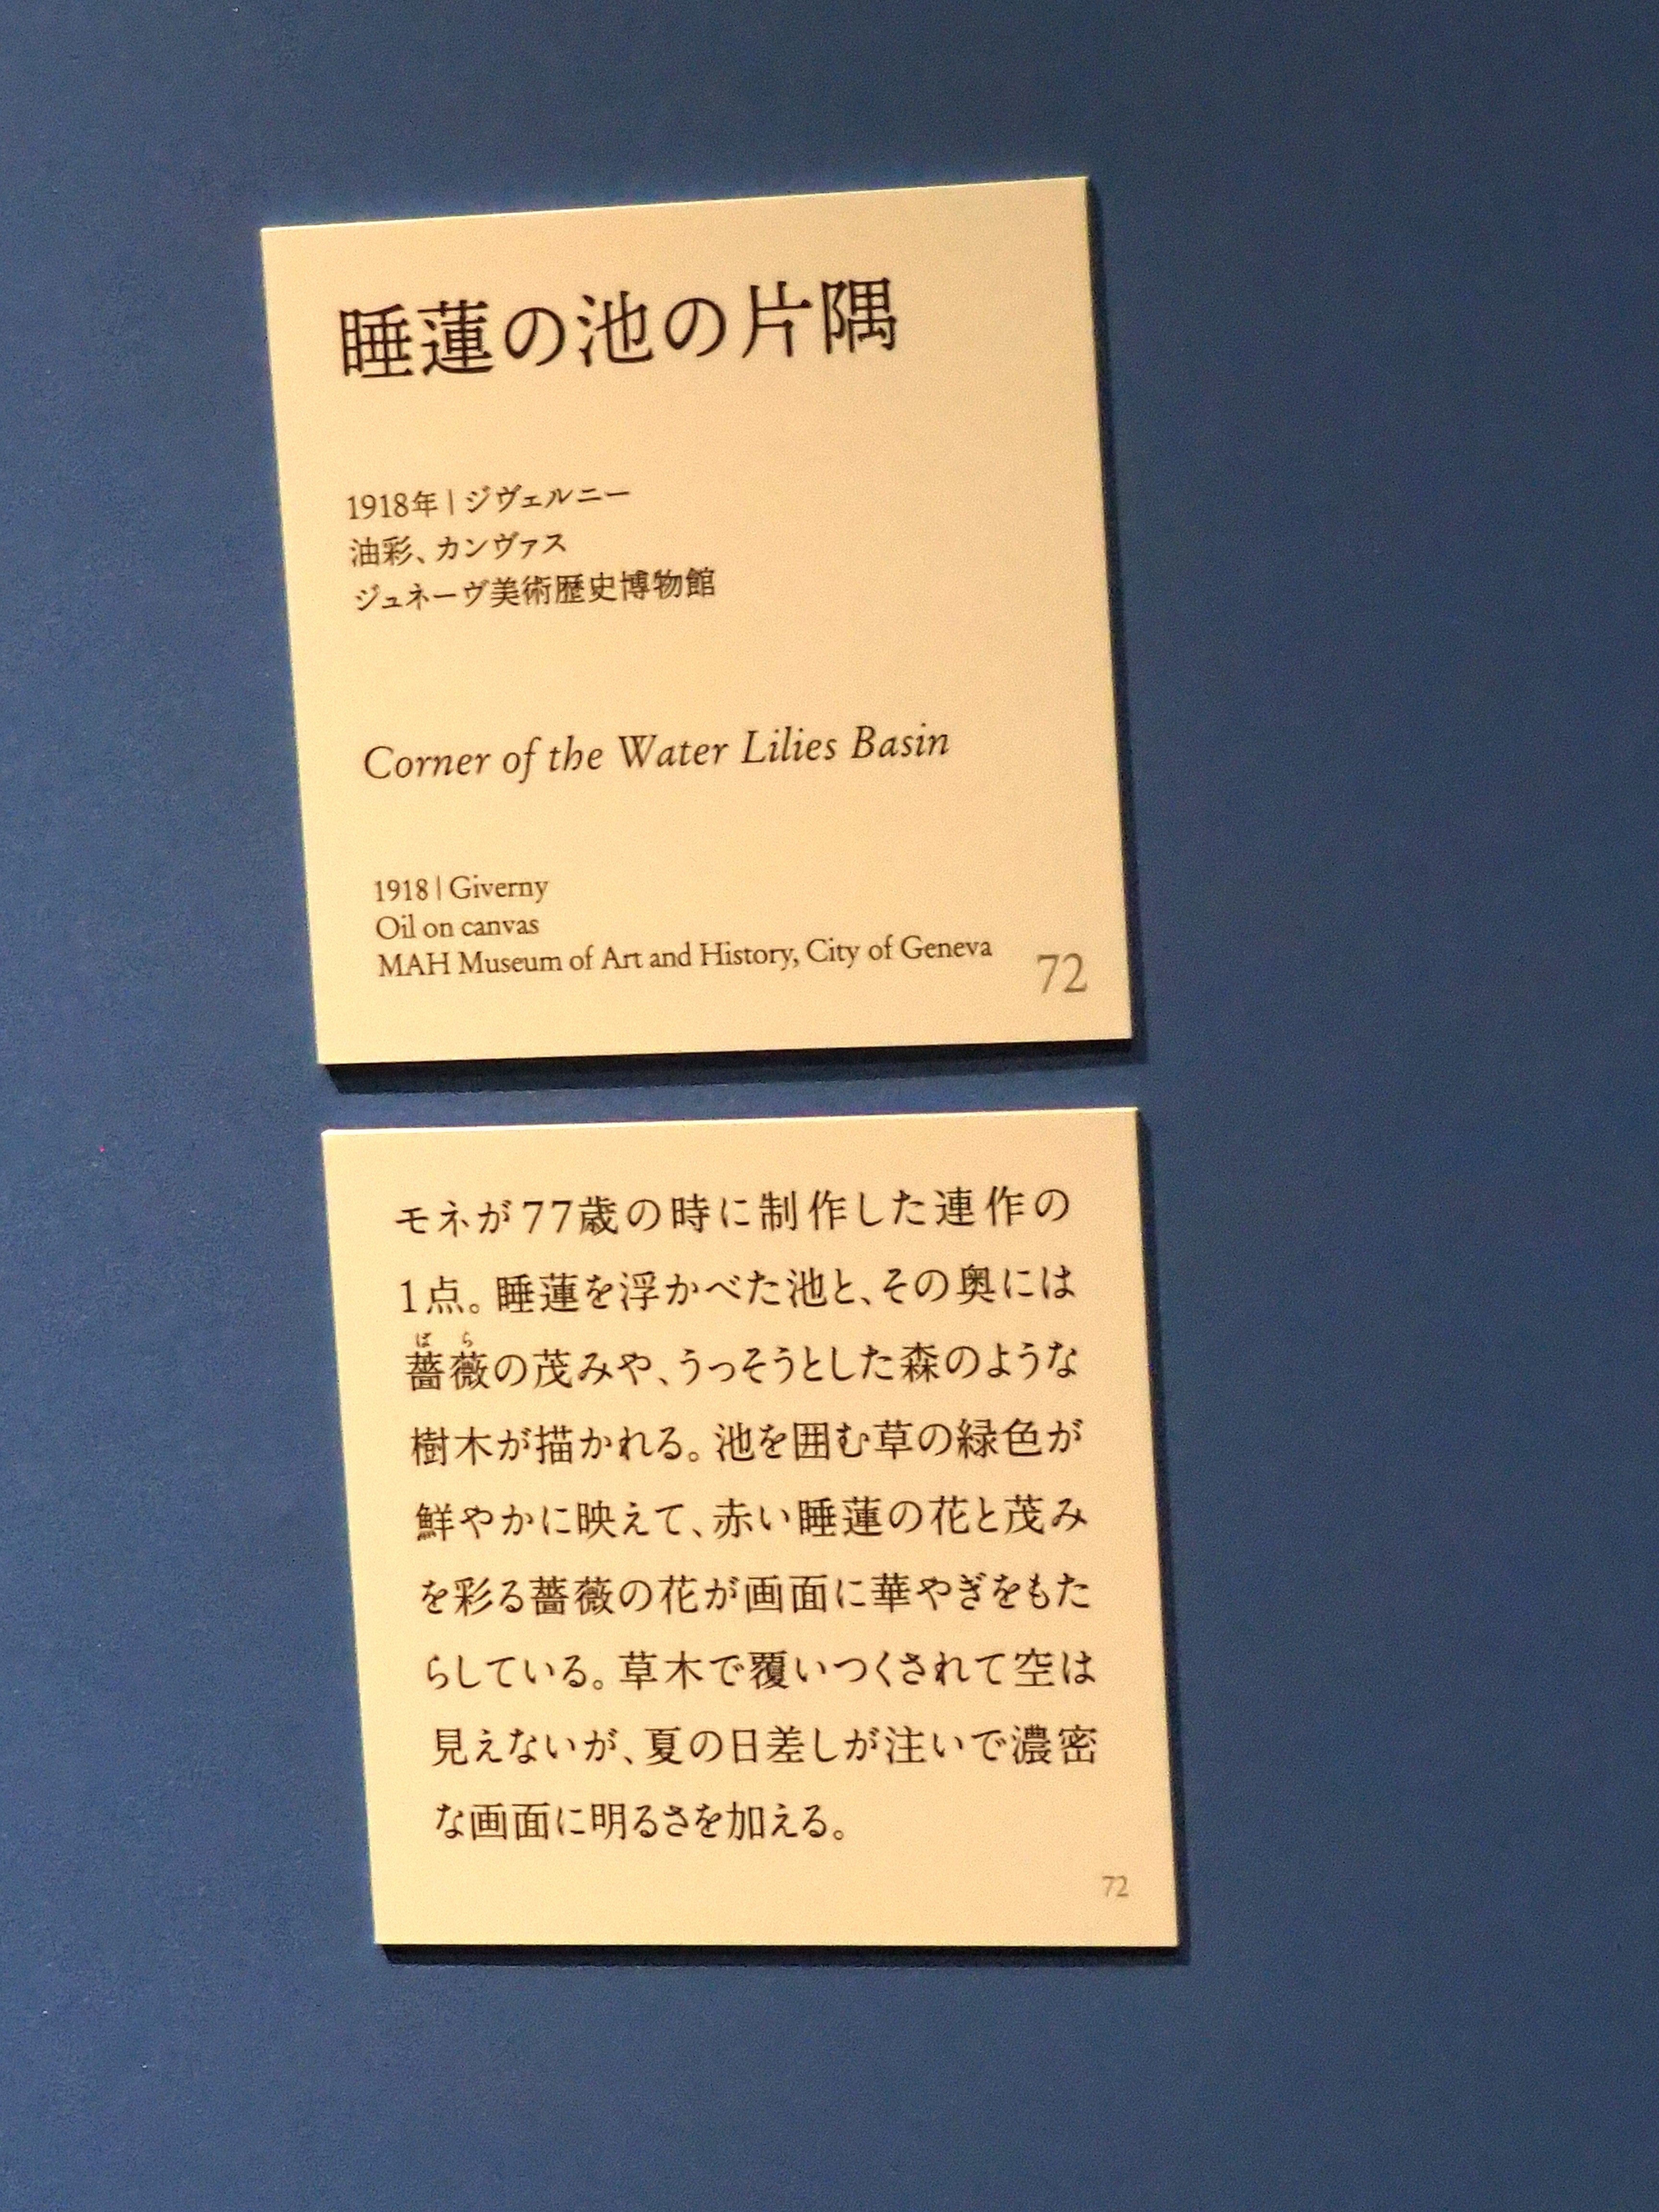 睡蓮の池の片隅
1918年 | ジヴェルニー
油彩、カンヴァス
ジュネーヴ美術歴史博物館
Corner of the Water Lilies Basin
1918 | Giverny
Oil on canvas
MAH Museum of Art and History, City of Geneva
72
モネが77歳の時に制作した連作の
1点。睡蓮を浮かべた池と、その奥には
ばら
薔薇の茂みや、うっそうとした森のような
樹木が描かれる。池を囲む草の緑色が
鮮やかに映えて、赤い睡蓮の花と茂み
を彩る薔薇の花が画面に華やぎをもた
らしている。草木で覆いつくされて空は
見えないが、夏の日差しが注いで濃密
な画面に明るさを加える。
72